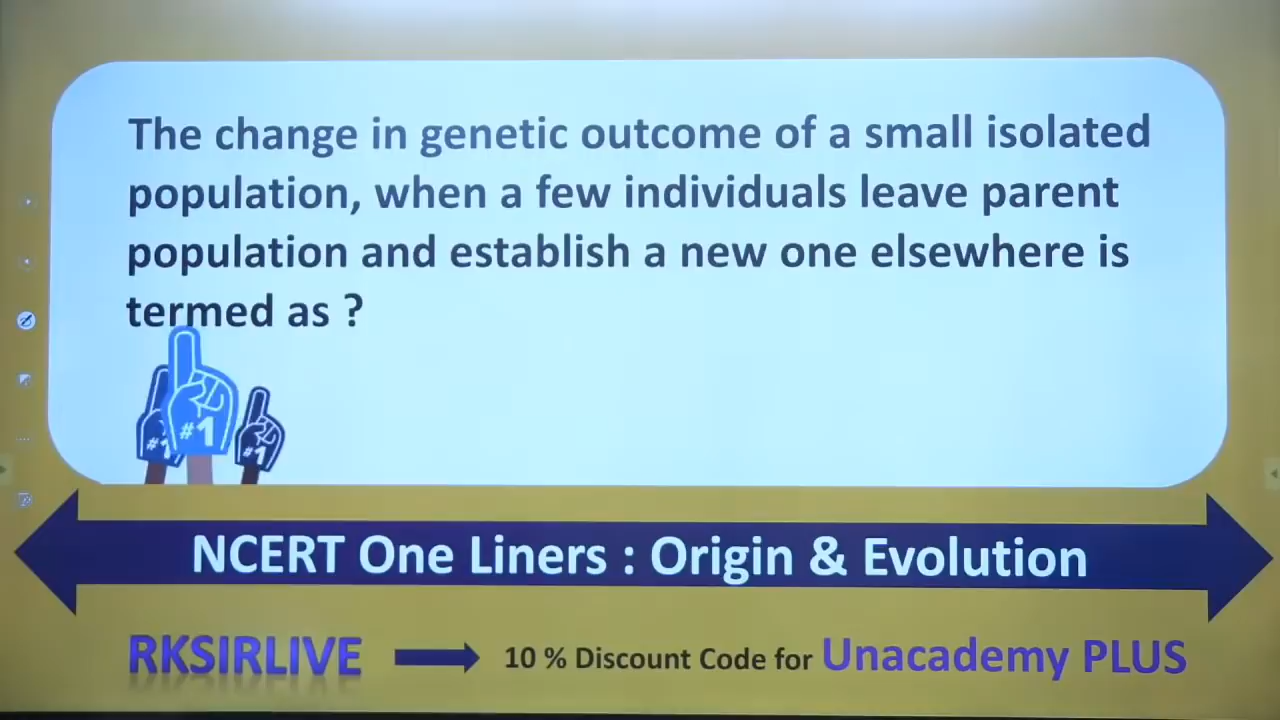 The change in genetic outcome of a small isolated
population, when a few individuals leave parent
population and establish a new one elsewhere is
termed as ?
#1 #1 #1
NCERT One Liners : Origin & Evolution
RKSIRLIVE 10 % Discount Code for Unacademy PLUS